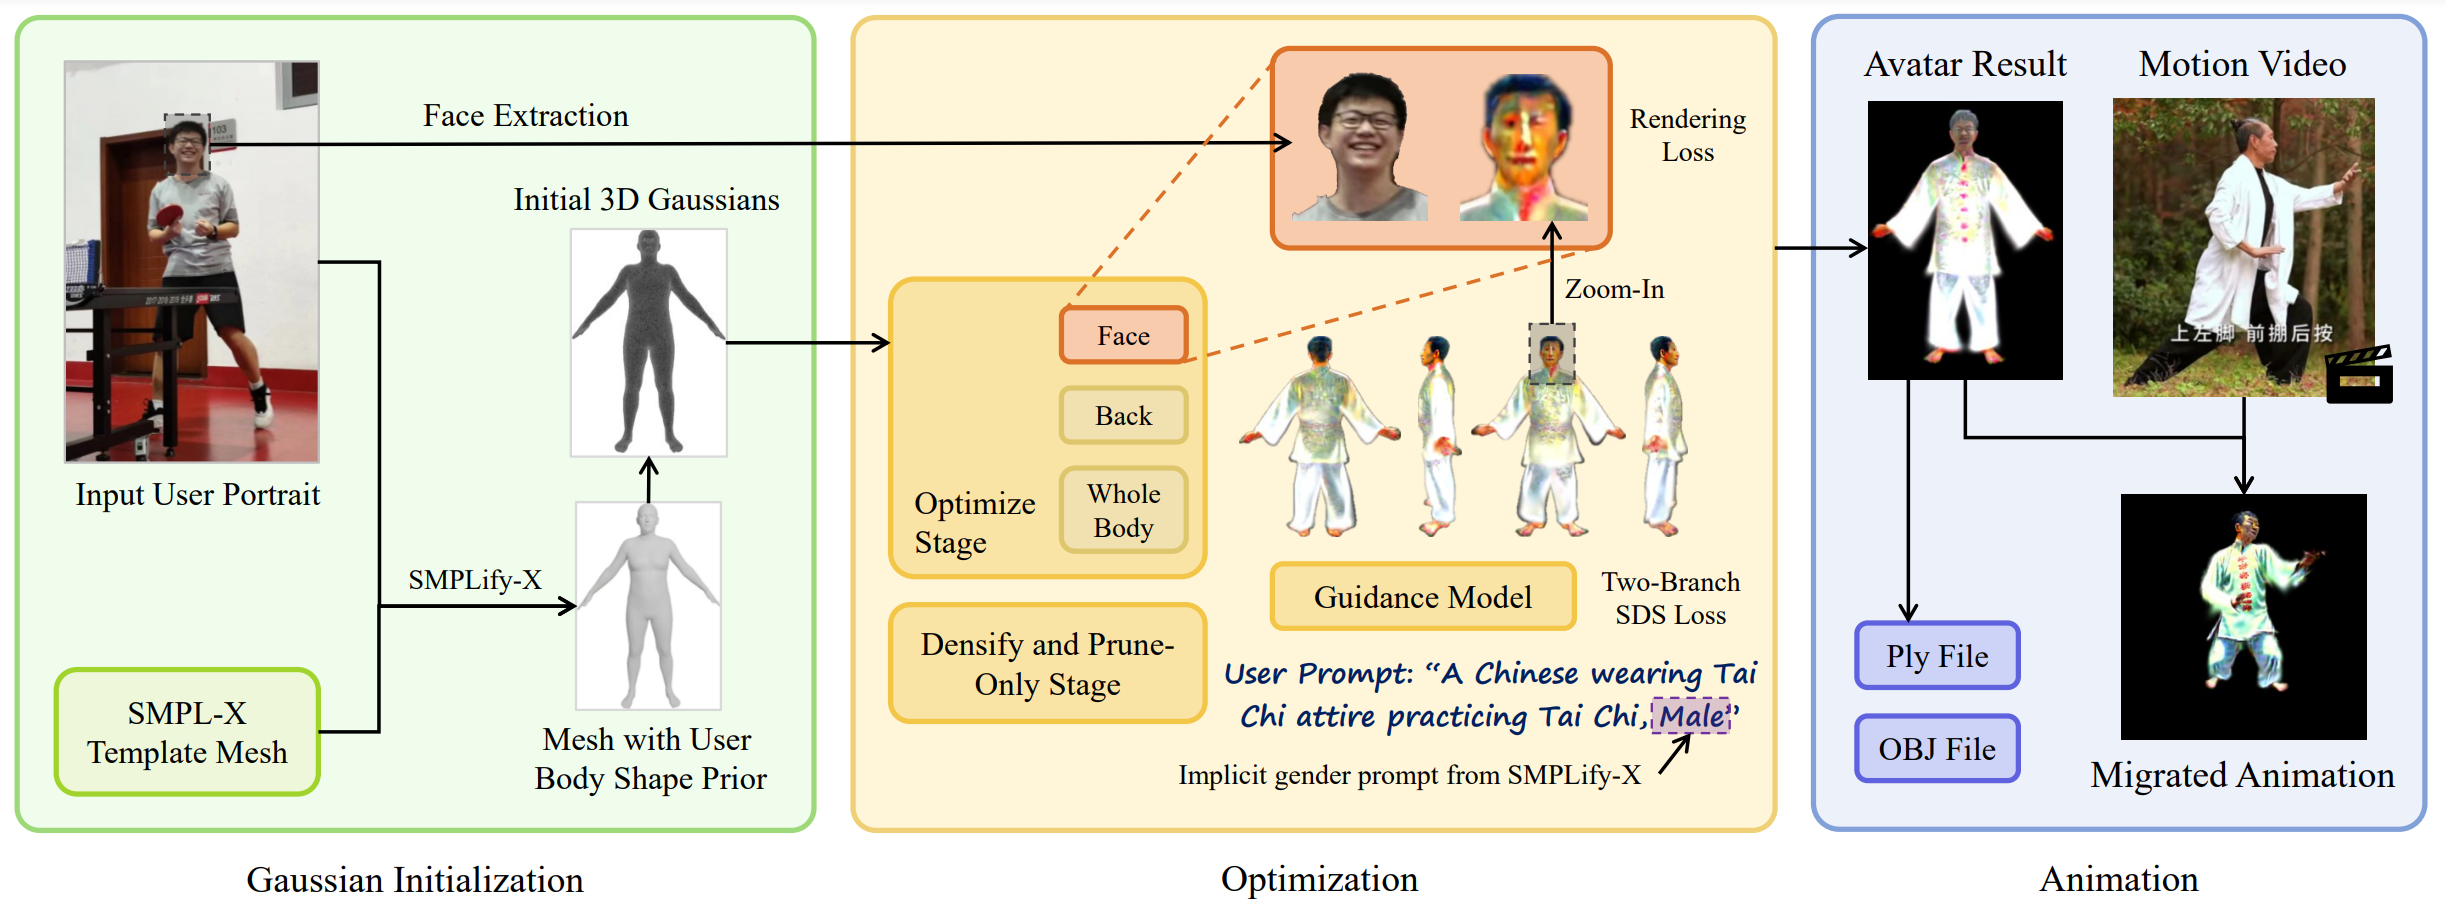 Face Extraction
103
Initial 3D Gaussians
Input User Portrait
SMPLify-X
SMPL-X
Template Mesh
Mesh with User
Body Shape Prior
Gaussian Initialization
Rendering
Loss
Zoom-In
Face
Back
Whole
Body
Optimize
Stage
Densify and Prune-
Only Stage
Guidance Model
Two-Branch
SDS Loss
User Prompt: “A Chinese wearing Tai
Chi attire practicing Tai Chi, Male”
Implicit gender prompt from SMPLify-X
Optimization
Avatar Result
Motion Video
上左脚 前掤后按
Ply File
OBJ File
Migrated Animation
Animation